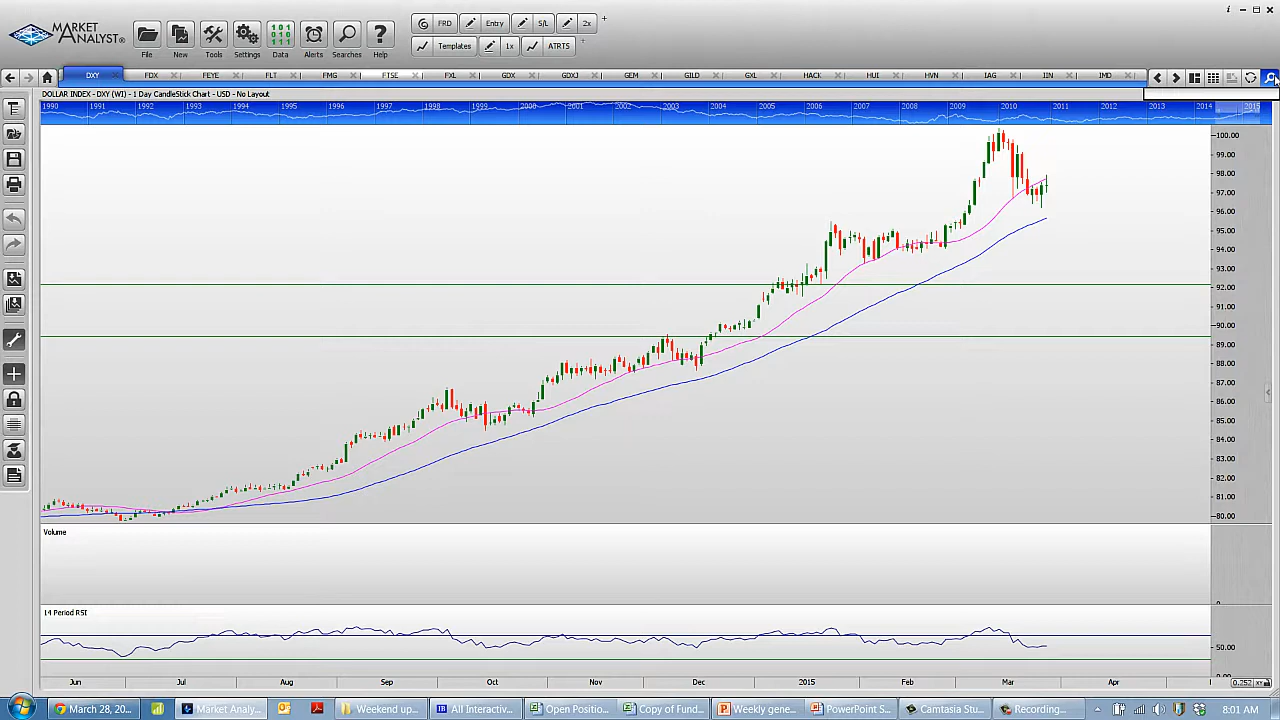 MARKET
ANALYST®
File
New
Tools
Settings
Data
Alerts
Searches
Help
FRD
Entry
S/L
2x
Templates
1x
ATRTS
DXY
FDX
FEYE
FLT
FMG
FTSE
FXL
GDX
GDXJ
GEM
GILD
GXL
HACK
HUI
HVN
IAG
IIN
IMD
DOLLAR INDEX - DXY (WI) - 1 Day CandleStick Chart - USD - No Layout
1990 1991 1992 1993 1994 1995 1996 1997 1998 1999 2000 2001 2002 2003 2004 2005 2006 2007 2008 2009 2010 2011 2012 2013 2014 2015
100.00
99.00
98.00
97.00
96.00
95.00
94.00
93.00
92.00
91.00
90.00
89.00
88.00
87.00
86.00
85.00
84.00
83.00
82.00
81.00
80.00
Volume
0
14 Period RSI
50.00
Jun Jul Aug Sep Oct Nov Dec 2015 Feb Mar Apr
0.252
March 28, 20...
Market Analy...
Weekend up...
All Interactiv...
Open Positio...
Copy of Fund...
Weekly gene...
PowerPoint S...
Camtasia Stu...
Recording...
8:01 AM